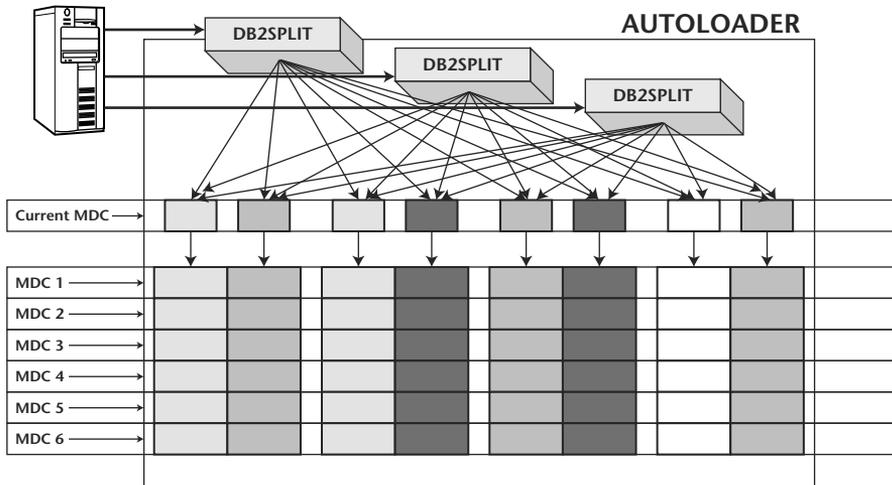 AUTOLOADER
DB2SPLIT
DB2SPLIT
DB2SPLIT
Current MDC
MDC 1
MDC 2
MDC 3
MDC 4
MDC 5
MDC 6